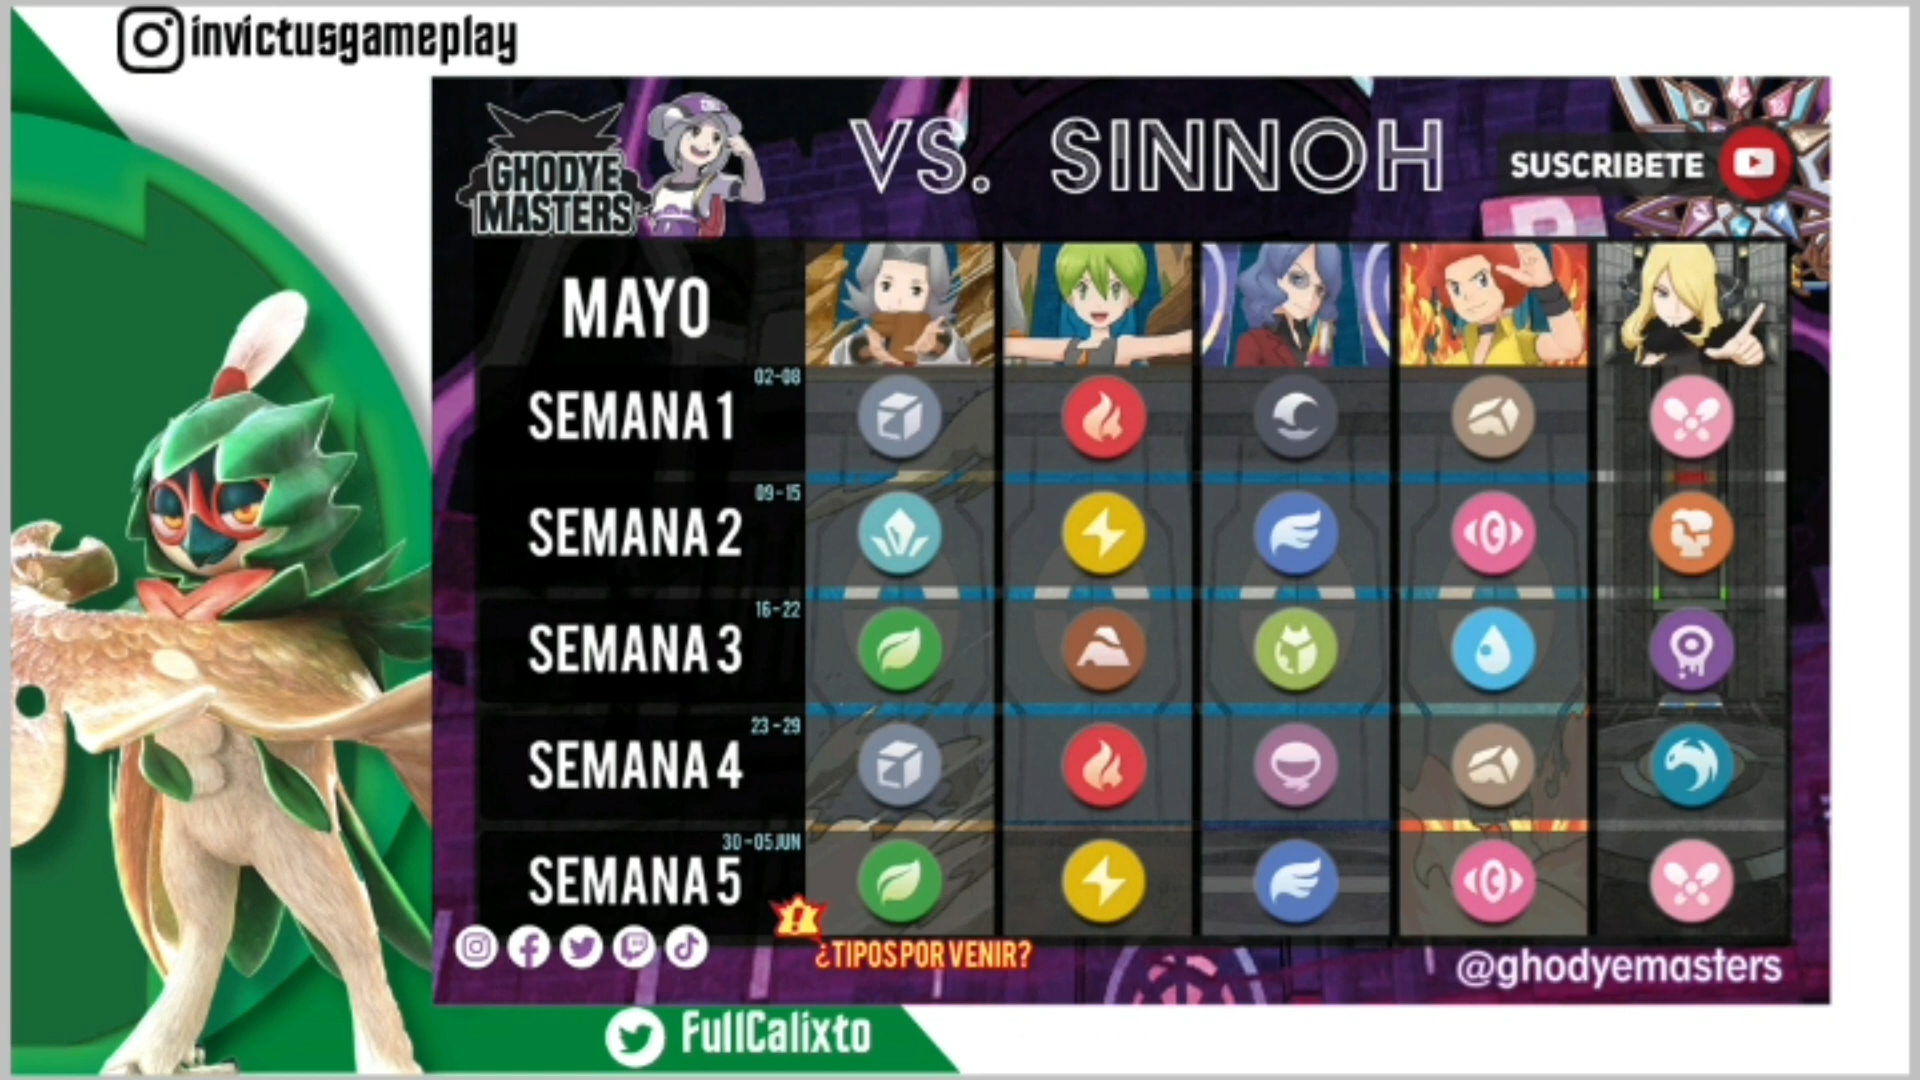 invictusgameplay
GHODYE
MASTERS
VS. SINNOH
SUSCRIBETE
MAYO
02-08
SEMANA 1
09-15
SEMANA 2
16-22
SEMANA 3
23-29
SEMANA 4
30-05JUN
SEMANA 5
¿TIPOS POR VENIR?
@ghodyemasters
FullCalixto